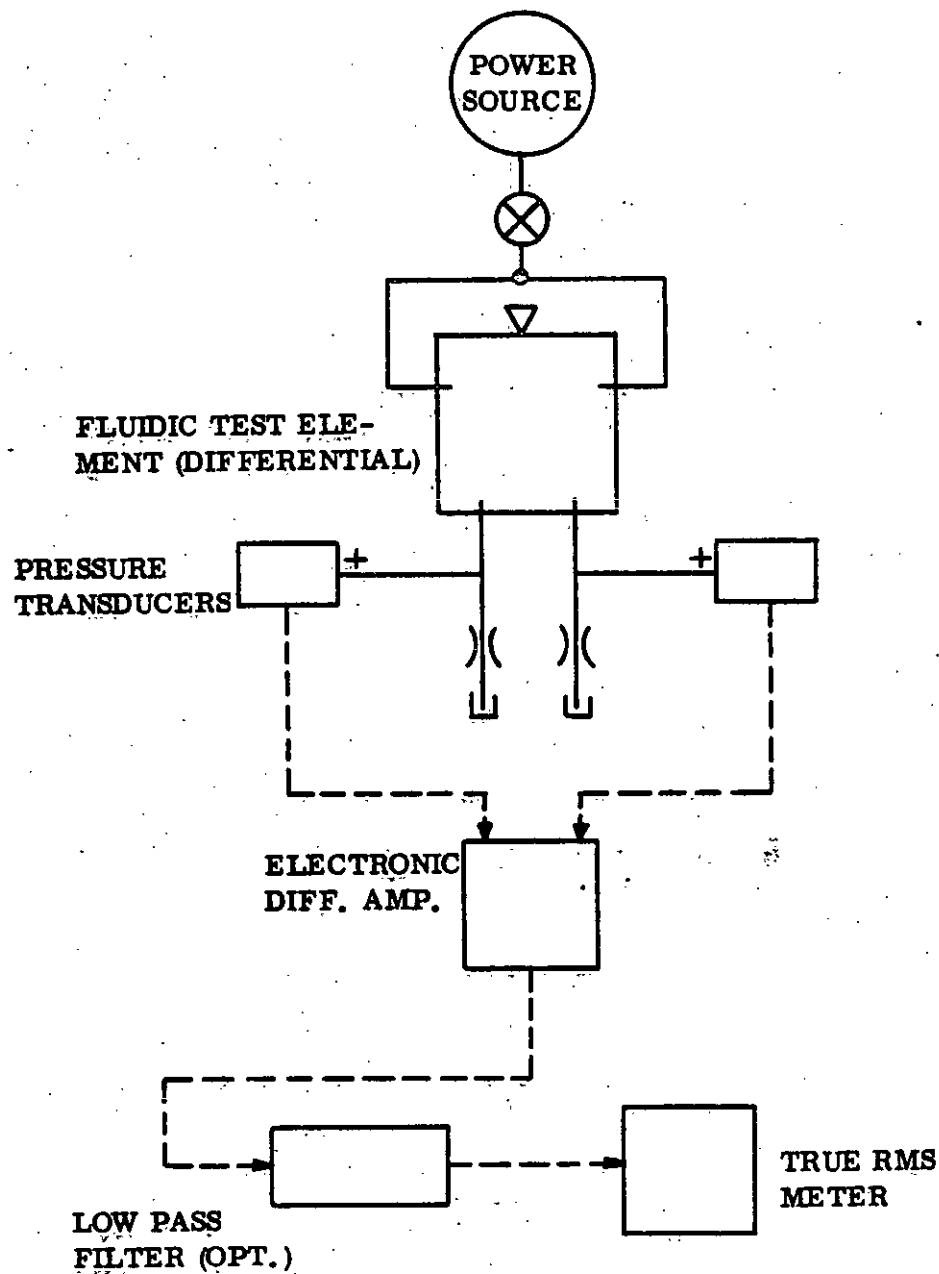 POWER
SOURCE
FLUIDIC TEST ELE-
MENT (DIFFERENTIAL)
PRESSURE
TRANSDUCERS
+
+
ELECTRONIC
DIFF. AMP.
TRUE RMS
METER
LOW PASS
FILTER (OPT.)